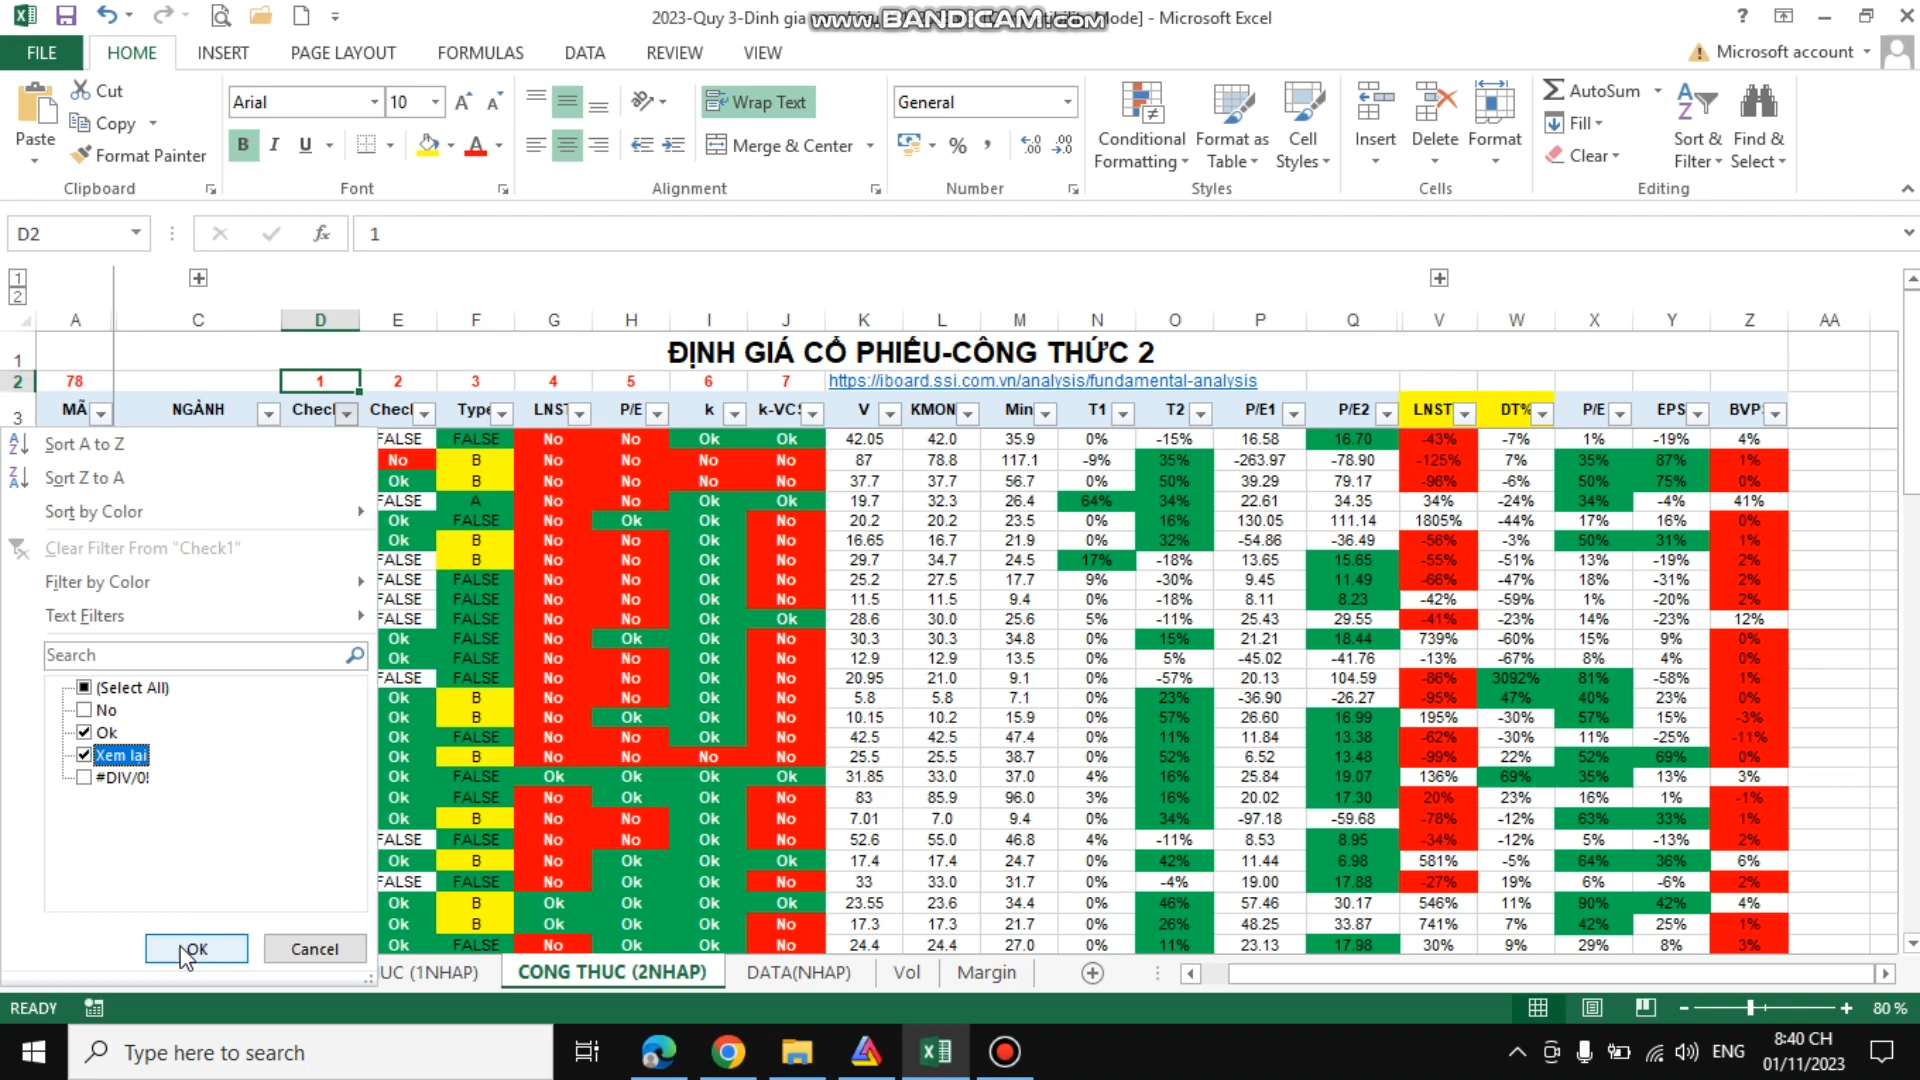 2023-Quy 3-Dinh gia
www.BANDICAM.com
Mode] - Microsoft Excel
FILE HOME INSERT PAGE LAYOUT FORMULAS DATA REVIEW VIEW Microsoft account
Paste Cut Copy Format Painter Clipboard
Arial 10 B I U Font
Wrap Text Merge & Center Alignment
General % Number
Conditional Formatting Format as Table Cell Styles Styles
Insert Delete Format Cells
AutoSum Fill Clear Sort & Filter Find & Select Editing
D2 fx 1
1
2
A C D E F G H I J K L M N O P Q V W X Y Z AA
1 ĐỊNH GIÁ CỔ PHIẾU-CÔNG THỨC 2
2 78 1 2 3 4 5 6 7 https://iboard.ssi.com.vn/analysis/fundamental-analysis
3 MÃ NGÀNH Checl Checl Type LNST P/E k k-VCS V KMON Min T1 T2 P/E1 P/E2 LNST DT% P/E EPS BVP
FALSE FALSE No No Ok Ok 42.05 42.0 35.9 0% -15% 16.58 16.70 -43% -7% 1% -19% 4%
No B No No No No 87 78.8 117.1 -9% 35% -263.97 -78.90 -125% 7% 35% 87% 1%
Ok B No No No No 37.7 37.7 56.7 0% 50% 39.29 79.17 -96% -6% 50% 75% 0%
FALSE A No No Ok Ok 19.7 32.3 26.4 64% 34% 22.61 34.35 34% -24% 34% -4% 41%
Ok FALSE No Ok Ok No 20.2 20.2 23.5 0% 16% 130.05 111.14 1805% -44% 17% 16% 0%
Ok B No No Ok No 16.65 16.7 21.9 0% 32% -54.86 -36.49 -56% -3% 50% 31% 1%
FALSE B No No Ok No 29.7 34.7 24.5 17% -18% 13.65 15.65 -55% -51% 13% -19% 2%
FALSE FALSE No No Ok No 25.2 27.5 17.7 9% -30% 9.45 11.49 -66% -47% 18% -31% 2%
FALSE FALSE No No Ok No 11.5 11.5 9.4 0% -18% 8.11 8.23 -42% -59% 1% -20% 2%
FALSE FALSE No No Ok Ok 28.6 30.0 25.6 5% -11% 25.43 29.55 -41% -23% 14% -23% 12%
Ok FALSE No Ok Ok No 30.3 30.3 34.8 0% 15% 21.21 18.44 739% -60% 15% 9% 0%
Ok FALSE No No Ok No 12.9 12.9 13.5 0% 5% -45.02 -41.76 -13% -67% 8% 4% 0%
FALSE FALSE No No Ok No 20.95 21.0 9.1 0% -57% 20.13 104.59 -86% 3092% 81% -58% 1%
Ok B No No Ok No 5.8 5.8 7.1 0% 23% -36.90 -26.27 -95% 47% 40% 23% 0%
Ok B No Ok Ok No 10.15 10.2 15.9 0% 57% 26.60 16.99 195% -30% 57% 15% -3%
Ok FALSE No No Ok No 42.5 42.5 47.4 0% 11% 11.84 13.38 -62% -30% 11% -25% -11%
Ok B No No No No 25.5 25.5 38.7 0% 52% 6.52 13.48 -99% 22% 52% 69% 0%
Ok FALSE Ok Ok Ok Ok 31.85 33.0 37.0 4% 16% 25.84 19.07 136% 69% 35% 13% 3%
Ok FALSE No Ok Ok No 83 85.9 96.0 3% 16% 20.02 17.30 20% 23% 16% 1% -1%
Ok B No No Ok No 7.01 7.0 9.4 0% 34% -97.18 -59.68 -78% -12% 63% 33% 1%
FALSE FALSE No No Ok No 52.6 55.0 46.8 4% -11% 8.53 8.95 -34% -12% 5% -13% 2%
Ok B No Ok Ok Ok 17.4 17.4 24.7 0% 42% 11.44 6.98 581% -5% 64% 36% 6%
FALSE FALSE No Ok Ok No 33 33.0 31.7 0% -4% 19.00 17.88 -27% 19% 6% -6% 2%
Ok B Ok Ok Ok Ok 23.55 23.6 34.4 0% 46% 57.46 30.17 546% 11% 90% 42% 4%
Ok B Ok Ok Ok No 17.3 17.3 21.7 0% 26% 48.25 33.87 741% 7% 42% 25% 1%
Ok FALSE No Ok Ok No 24.4 24.4 27.0 0% 11% 23.13 17.98 30% 9% 29% 8% 3%
Sort A to Z
Sort Z to A
Sort by Color
Clear Filter From "Check1"
Filter by Color
Text Filters
Search
(Select All)
No
Ok
Xem lai
#DIV/0!
OK Cancel
UC (1NHAP) CONG THUC (2NHAP) DATA(NHAP) Vol Margin
READY 80 %
Type here to search ENG 8:40 CH
01/11/2023